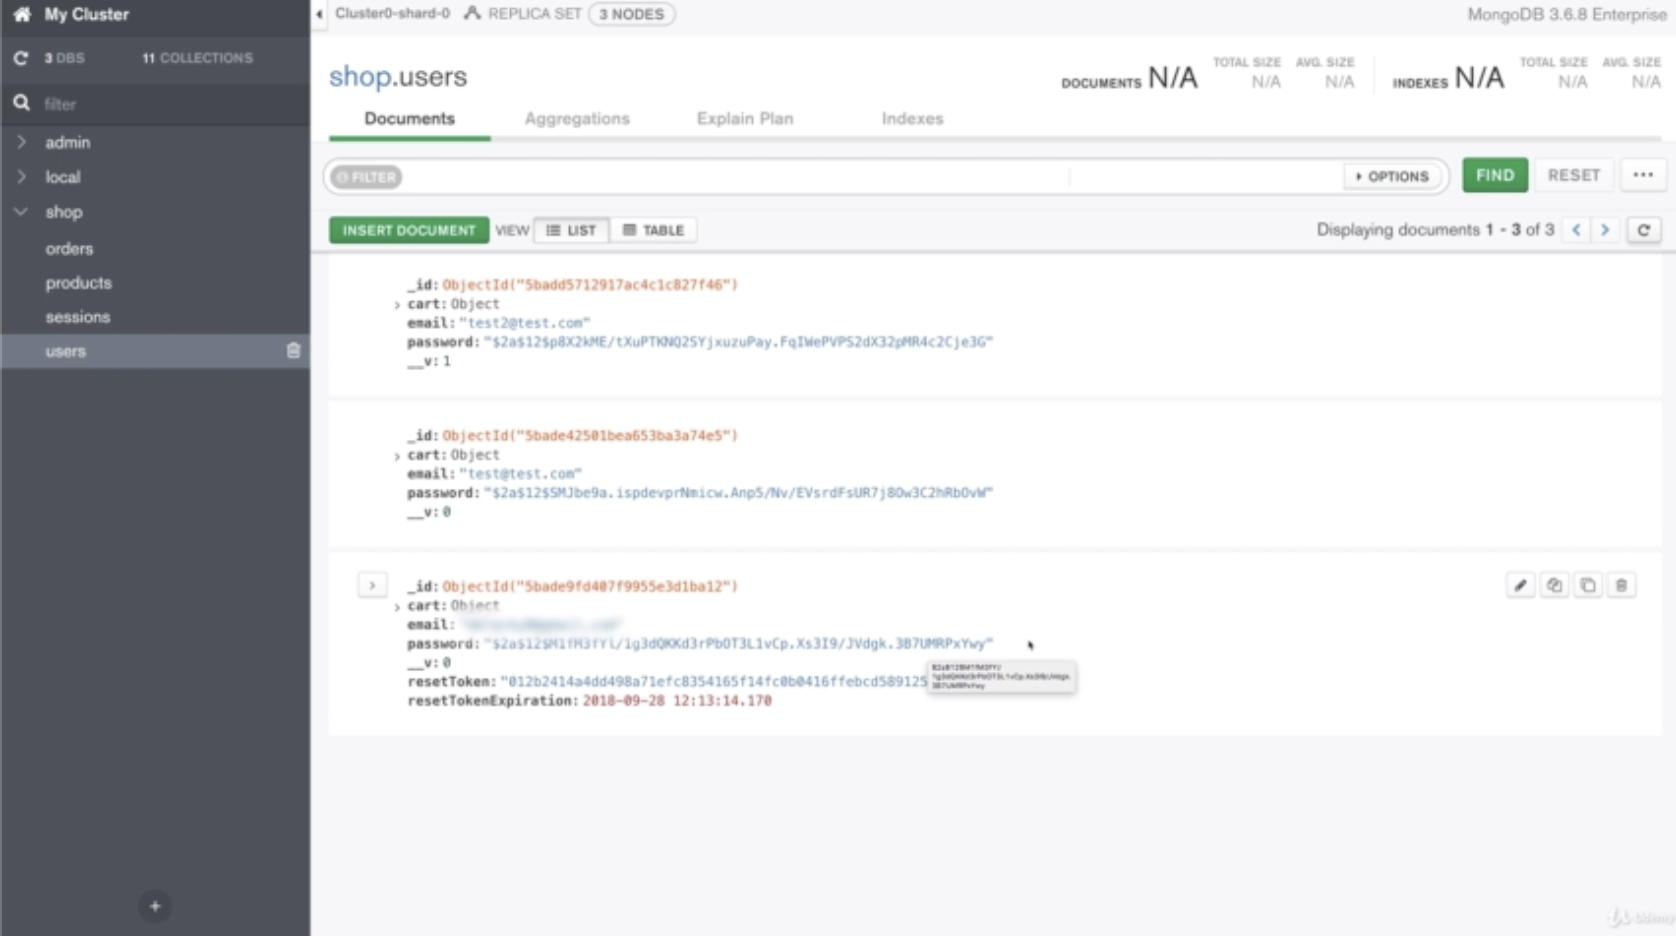 My Cluster
3 DBS 11 COLLECTIONS
filter
admin
local
shop
orders
products
sessions
users
Cluster0-shard-0 REPLICA SET 3 NODES
MongoDB 3.6.8 Enterprise
shop.users
DOCUMENTS N/A TOTAL SIZE N/A AVG. SIZE N/A INDEXES N/A TOTAL SIZE N/A AVG. SIZE N/A
Documents Aggregations Explain Plan Indexes
FILTER OPTIONS FIND RESET ...
INSERT DOCUMENT VIEW LIST TABLE Displaying documents 1 - 3 of 3
_id: ObjectId("5badd5712917ac4c1c827f46")
cart: Object
email: "test2@test.com"
password: "$2a$12$p8X2kME/tXuPTKNQ2SYjxuzuPay.FqIWePVPS2dX32pMR4c2Cje3G"
__v: 1
_id: ObjectId("5bade42501bea653ba3a74e5")
cart: Object
email: "test@test.com"
password: "$2a$12$SMJbe9a.ispdevprNmicw.Anp5/Nv/EVsrdFsUR7j8Ow3C2hRbOvW"
__v: 0
_id: ObjectId("5bade9fd407f9955e3d1ba12")
cart: Object
email:
password: "$2a$12$M1fM3fYl/1g3dQKKd3rPbOT3L1vCp.Xs3I9/JVdgk.3B7UMRPxYwy"
__v: 0
resetToken: "012b2414a4dd498a71efc8354165f14fc0b0416ffebcd589125
resetTokenExpiration: 2018-09-28 12:13:14.170
Udemy